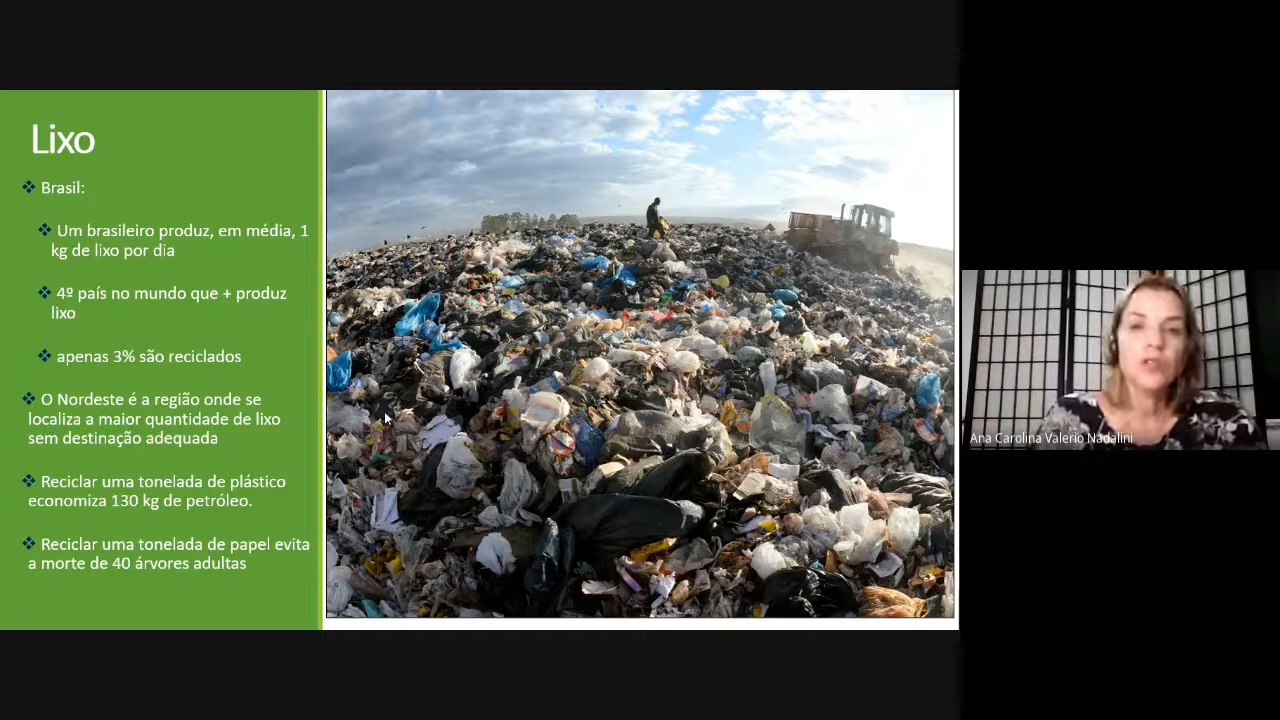 Lixo
❖ Brasil:
❖ Um brasileiro produz, em média, 1
kg de lixo por dia
❖ 4º país no mundo que + produz
lixo
❖ apenas 3% são reciclados
❖ O Nordeste é a região onde se
localiza a maior quantidade de lixo
sem destinação adequada
❖ Reciclar uma tonelada de plástico
economiza 130 kg de petróleo.
❖ Reciclar uma tonelada de papel evita
a morte de 40 árvores adultas
Ana Carolina Valerio Nadalini